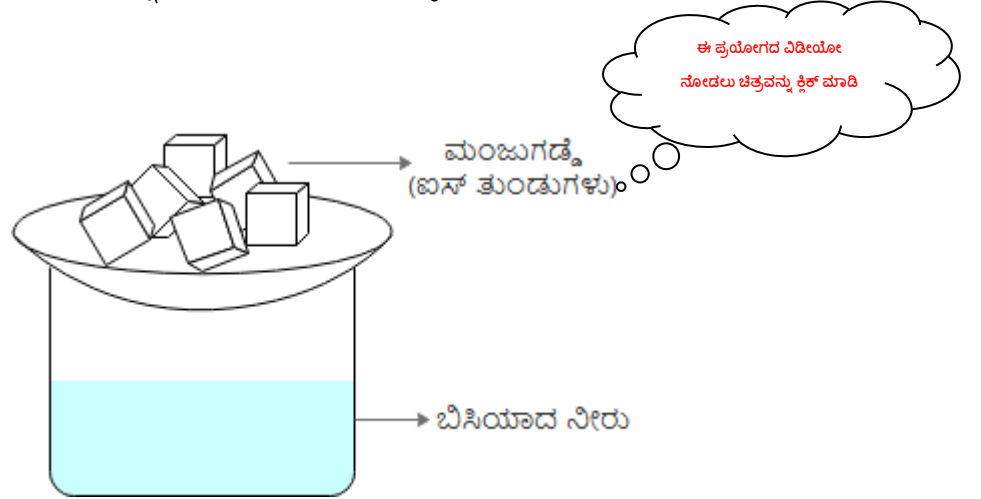 ಈ ಪ್ರಯೋಗದ ವಿಡೀಯೋ
ನೋಡಲು ಚಿತ್ರವನ್ನು ಕ್ಲಿಕ್ ಮಾಡಿ
ಮಂಜುಗಡ್ಡೆ
(ಐಸ್ ತುಂಡುಗಳು)
ಬಿಸಿಯಾದ ನೀರು